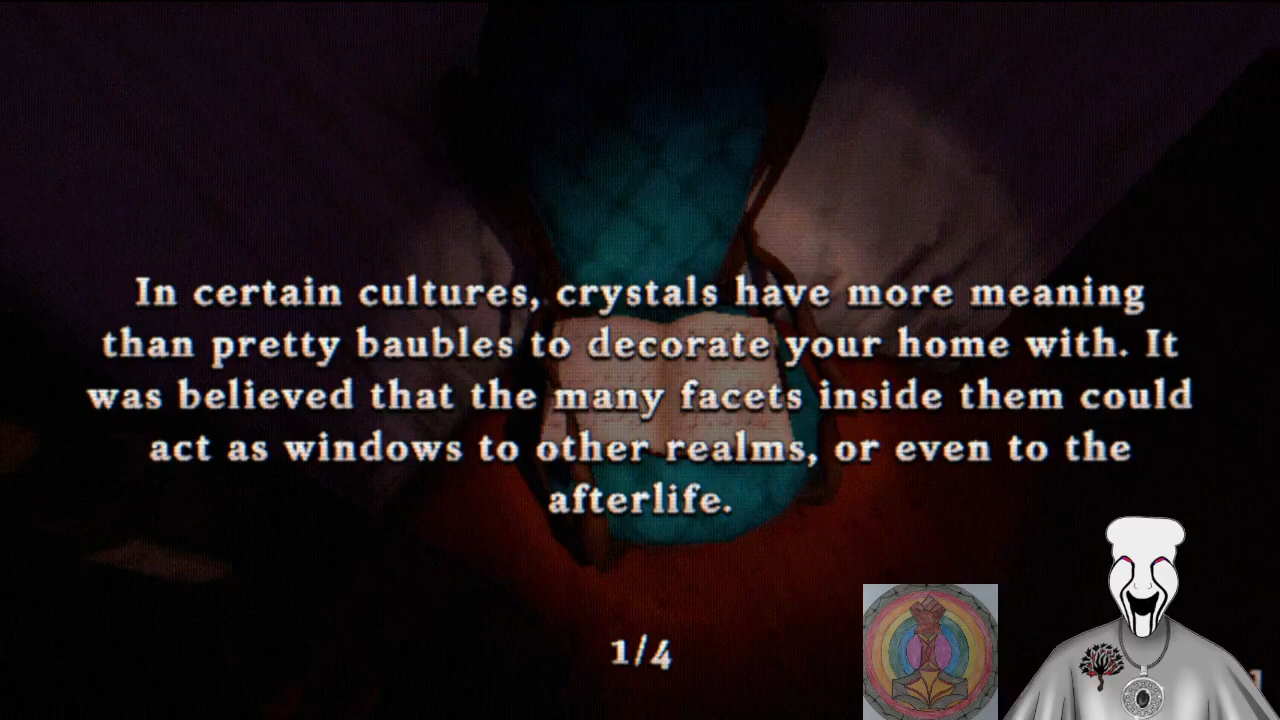 In certain cultures, crystals have more meaning
than pretty baubles to decorate your home with. It
was believed that the many facets inside them could
act as windows to other realms, or even to the
afterlife.
1/4